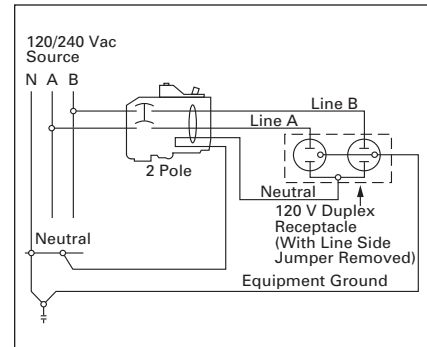 120/240 Vac
Source
N A B
Line B
Line A
2 Pole
Neutral
120 V Duplex
Receptacle
(With Line Side
Jumper Removed)
Neutral
Equipment Ground